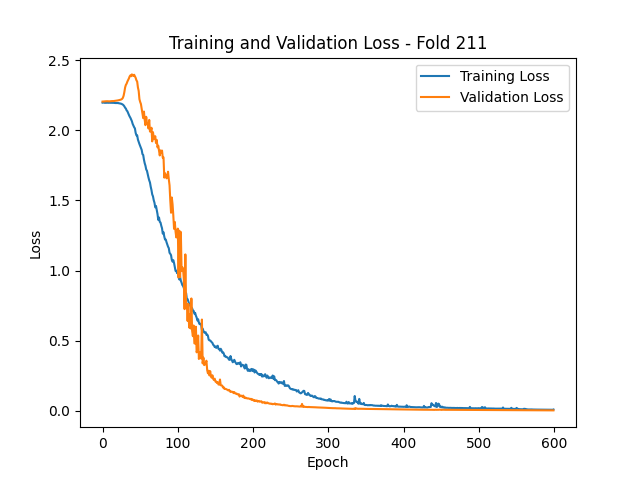 Training and Validation Loss - Fold 211
Training Loss
Validation Loss
2.5
2.0
1.5
1.0
0.5
0.0
Loss
0 100 200 300 400 500 600
Epoch